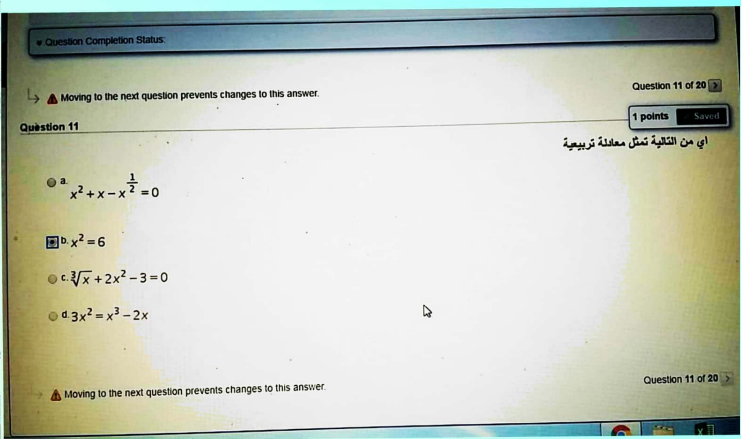 Question Completion Status:
Moving to the next question prevents changes to this answer.
Question 11 of 20
Question 11
1 points
Saved
اي من التالية تمثل معادلة تربيعية
a. x² + x − x^(1/2) = 0
b. x² = 6
c. ∛x + 2x² − 3 = 0
d. 3x² = x³ − 2x
Moving to the next question prevents changes to this answer.
Question 11 of 20